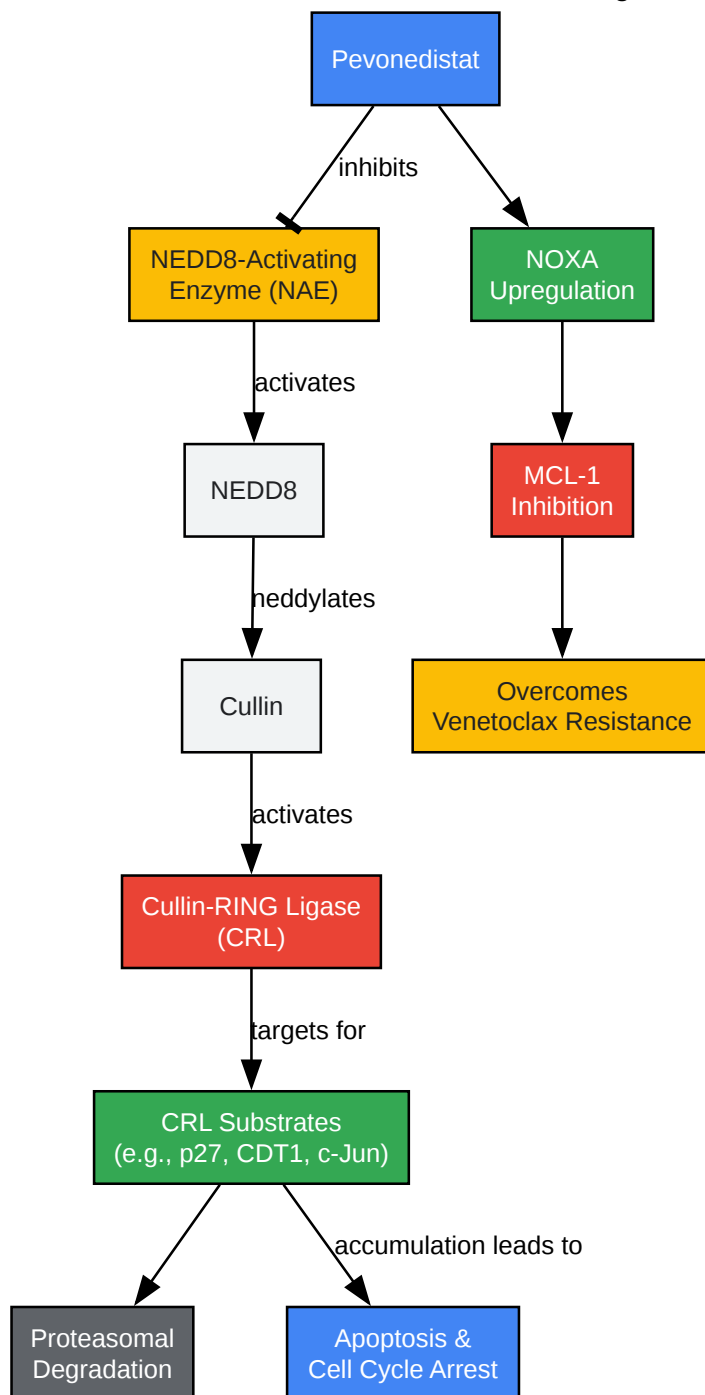 Pevonedistat
inhibits
NEDD8-Activating
Enzyme (NAE)
NOXA
Upregulation
activates
NEDD8
MCL-1
Inhibition
neddylates
Cullin
Overcomes
Venetoclax Resistance
activates
Cullin-RING Ligase
(CRL)
targets for
CRL Substrates
(e.g., p27, CDT1, c-Jun)
accumulation leads to
Proteasomal
Degradation
Apoptosis &
Cell Cycle Arrest